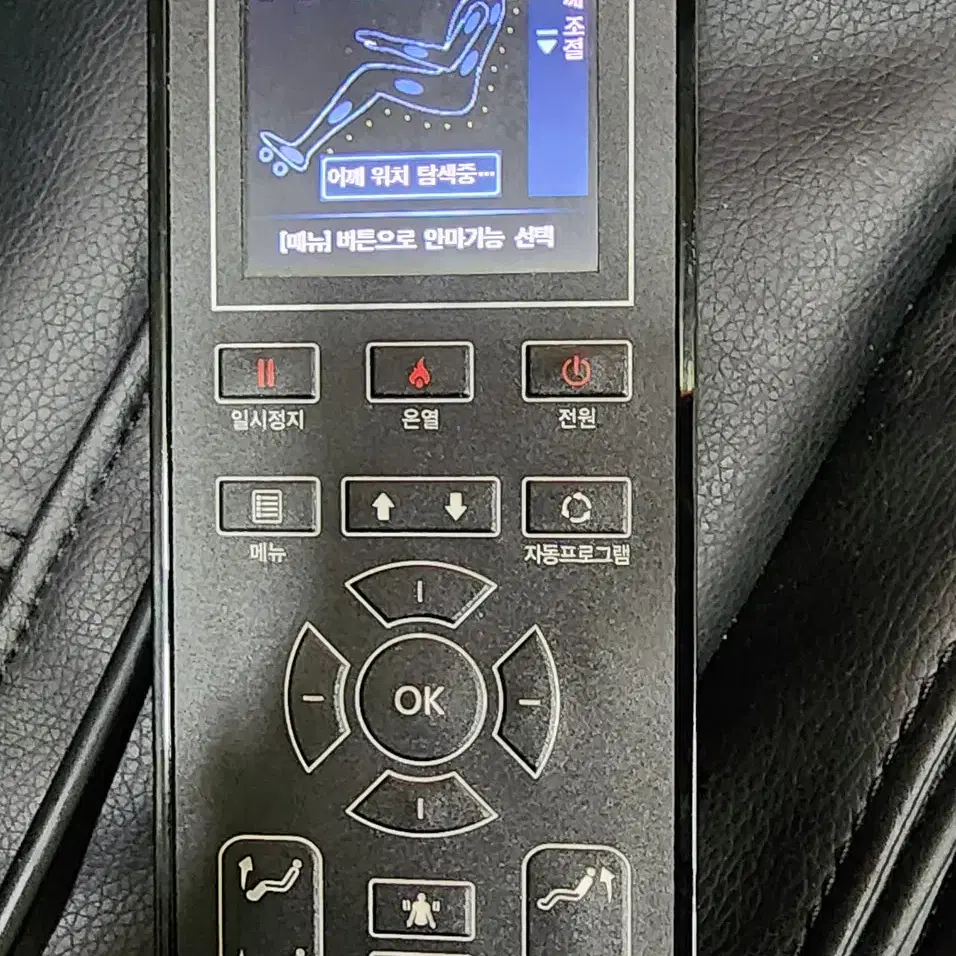 조절
어깨 위치 탐색중...
[메뉴] 버튼으로 안마기능 선택
일시정지
온열
전원
메뉴
자동프로그램
OK